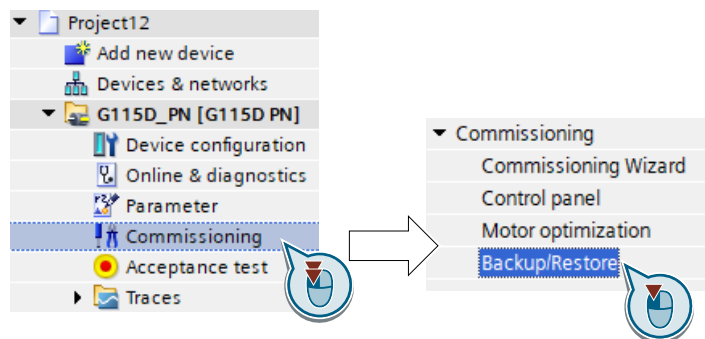 Project12
Add new device
Devices & networks
G115D_PN [G115D PN]
Device configuration
Online & diagnostics
Parameter
Commissioning
Acceptance test
Traces
Commissioning
Commissioning Wizard
Control panel
Motor optimization
Backup/Restore